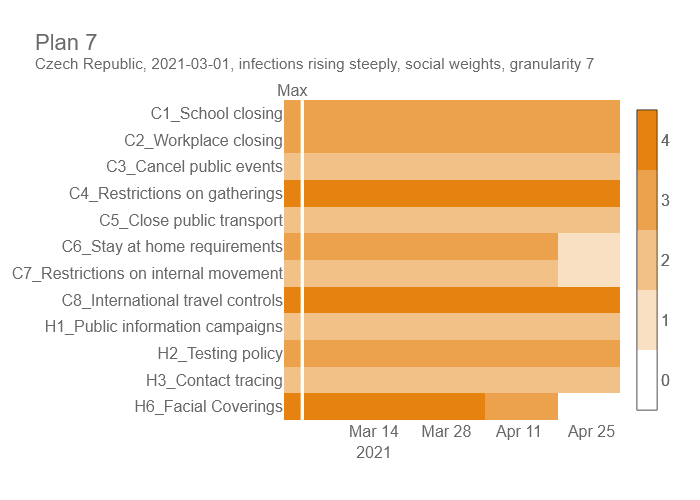 Plan 7
Czech Republic, 2021-03-01, infections rising steeply, social weights, granularity 7
Max
C1_School closing
C2_Workplace closing
C3_Cancel public events
C4_Restrictions on gatherings
C5_Close public transport
C6_Stay at home requirements
C7_Restrictions on internal movement
C8_International travel controls
H1_Public information campaigns
H2_Testing policy
H3_Contact tracing
H6_Facial Coverings
Mar 14
2021
Mar 28
Apr 11
Apr 25
4
3
2
1
0